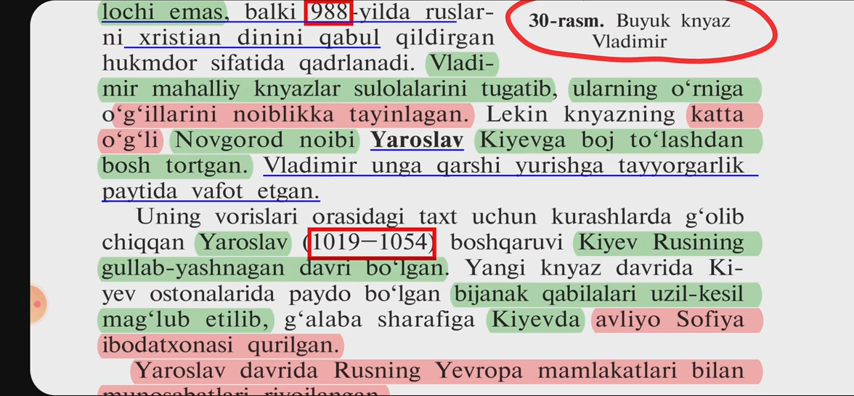 lochi emas, balki 988-yilda ruslar-
ni xristian dinini qabul qildirgan
hukmdor sifatida qadrlanadi. Vladi-
mir mahalliy knyazlar sulolalarini tugatib, ularning o‘rniga
o‘g‘illarini noiblikka tayinlagan. Lekin knyazning katta
o‘g‘li Novgorod noibi Yaroslav Kiyevga boj to‘lashdan
bosh tortgan. Vladimir unga qarshi yurishga tayyorgarlik
paytida vafot etgan.
30-rasm. Buyuk knyaz
Vladimir
Uning vorislari orasidagi taxt uchun kurashlarda g‘olib
chiqqan Yaroslav (1019—1054) boshqaruvi Kiyev Rusining
gullab-yashnagan davri bo‘lgan. Yangi knyaz davrida Ki-
yev ostonalarida paydo bo‘lgan bijanak qabilalari uzil-kesil
mag‘lub etilib, g‘alaba sharafiga Kiyevda avliyo Sofiya
ibodatxonasi qurilgan.
Yaroslav davrida Rusning Yevropa mamlakatlari bilan
munosabatlari rivojlangan.